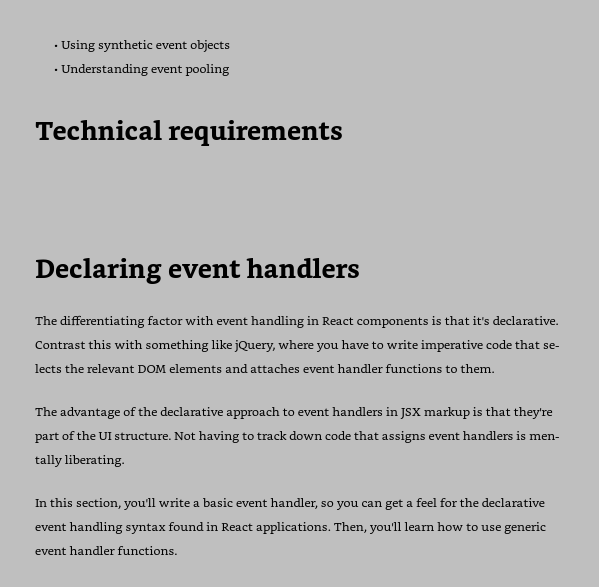 • Using synthetic event objects
• Understanding event pooling
Technical requirements
Declaring event handlers
The differentiating factor with event handling in React components is that it's declarative.
Contrast this with something like jQuery, where you have to write imperative code that se-
lects the relevant DOM elements and attaches event handler functions to them.
The advantage of the declarative approach to event handlers in JSX markup is that they're
part of the UI structure. Not having to track down code that assigns event handlers is men-
tally liberating.
In this section, you'll write a basic event handler, so you can get a feel for the declarative
event handling syntax found in React applications. Then, you'll learn how to use generic
event handler functions.